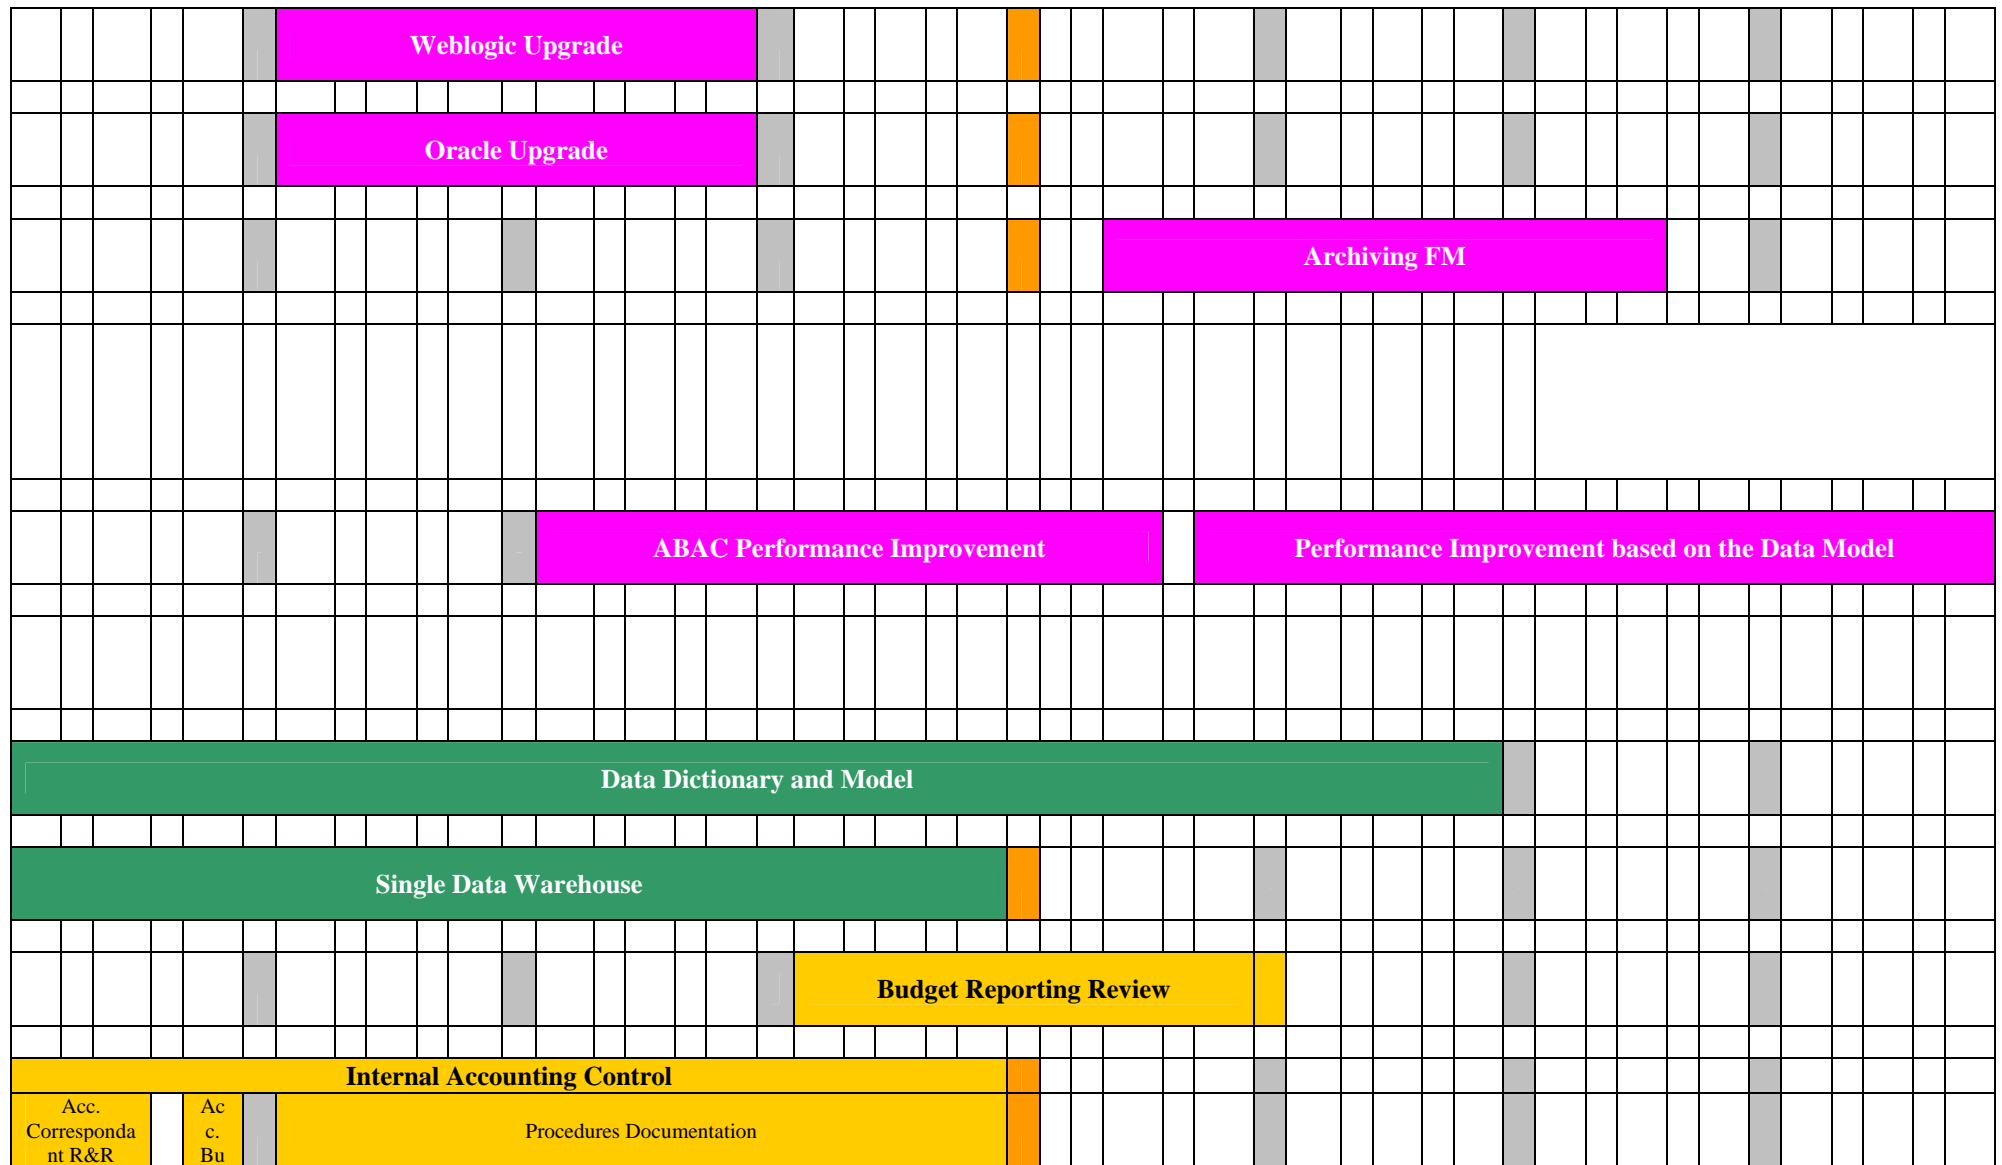 Weblogic Upgrade
Oracle Upgrade
Archiving FM
ABAC Performance Improvement
Performance Improvement based on the Data Model
Data Dictionary and Model
Single Data Warehouse
Budget Reporting Review
Internal Accounting Control
Acc.
Corresponda
nt R&R
Ac
c.
Bu
Procedures Documentation